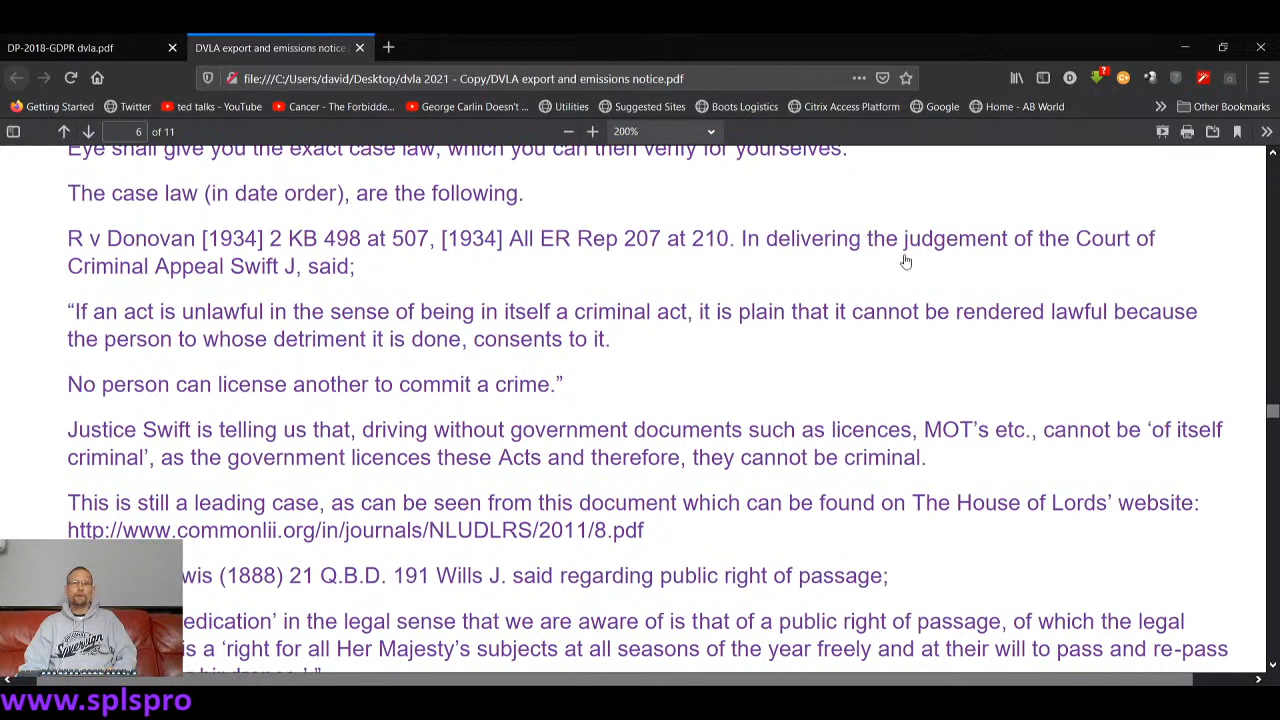 DP-2018-GDPR dvla.pdf
DVLA export and emissions notice
file:///C:/Users/david/Desktop/dvla 2021 - Copy/DVLA export and emissions notice.pdf
Getting Started Twitter ted talks - YouTube Cancer - The Forbidde... George Carlin Doesn't... Utilities Suggested Sites Boots Logistics Citrix Access Platform Google Home - AB World Other Bookmarks
6 of 11 200%
Eye shall give you the exact case law, which you can then verify for yourselves.
The case law (in date order), are the following.
R v Donovan [1934] 2 KB 498 at 507, [1934] All ER Rep 207 at 210. In delivering the judgement of the Court of
Criminal Appeal Swift J, said;
“If an act is unlawful in the sense of being in itself a criminal act, it is plain that it cannot be rendered lawful because
the person to whose detriment it is done, consents to it.
No person can license another to commit a crime.”
Justice Swift is telling us that, driving without government documents such as licences, MOT’s etc., cannot be ‘of itself
criminal’, as the government licences these Acts and therefore, they cannot be criminal.
This is still a leading case, as can be seen from this document which can be found on The House of Lords’ website:
http://www.commonlii.org/in/journals/NLUDLRS/2011/8.pdf
wis (1888) 21 Q.B.D. 191 Wills J. said regarding public right of passage;
edication’ in the legal sense that we are aware of is that of a public right of passage, of which the legal
is a ‘right for all Her Majesty’s subjects at all seasons of the year freely and at their will to pass and re-pass
Sovereign
www.splspro